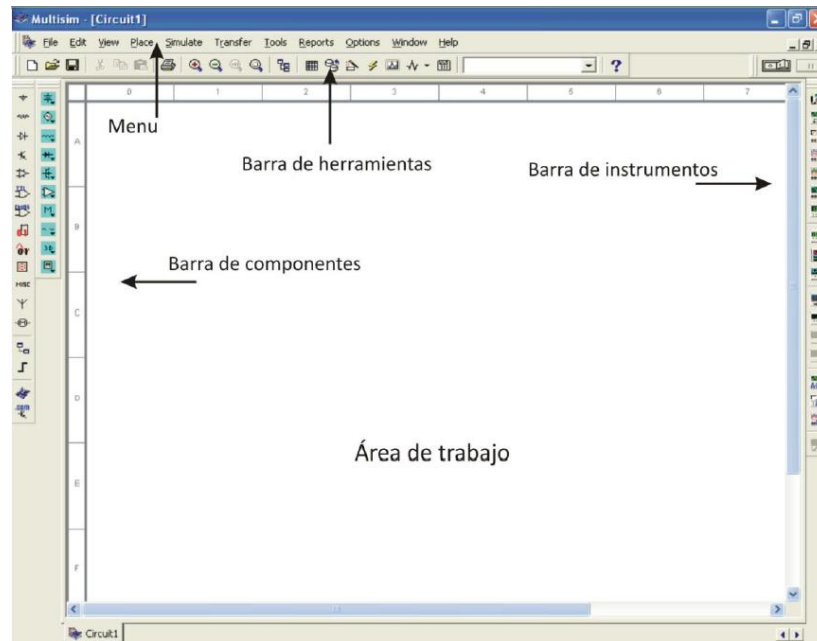 Multisim - [Circuit1]
File Edit View Place Simulate Transfer Tools Reports Options Window Help
?
0 1 2 3 4 5 6 7
A
Menu
Barra de herramientas
Barra de instrumentos
B
Barra de componentes
MISC
C
D
Área de trabajo
E
F
Circuit1